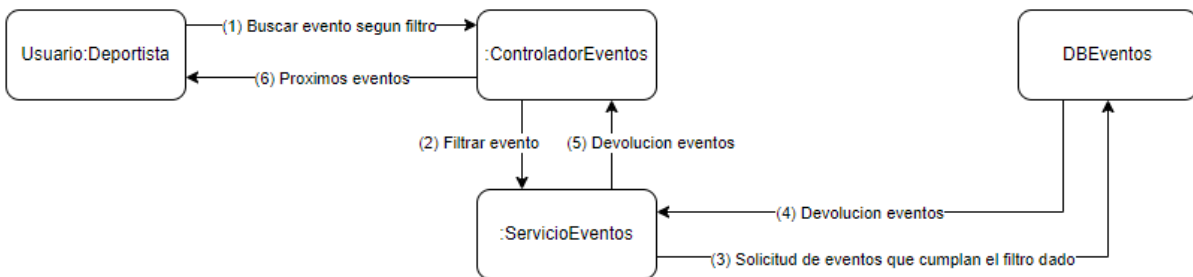 (1) Buscar evento segun filtro
Usuario:Deportista
:ControladorEventos
DBEventos
(6) Proximos eventos
(2) Filtrar evento
(5) Devolucion eventos
(4) Devolucion eventos
:ServicioEventos
(3) Solicitud de eventos que cumplan el filtro dado